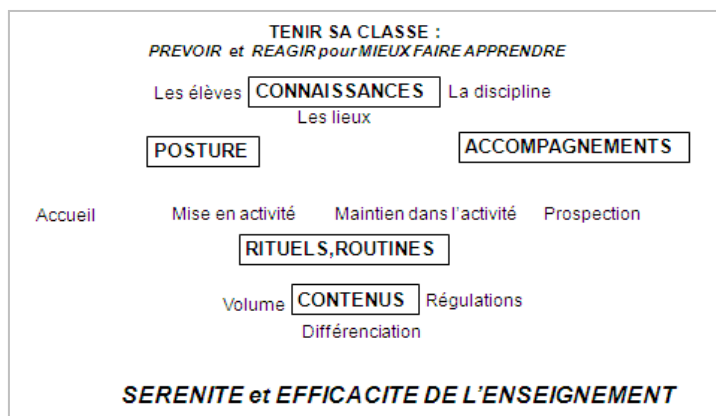 TENIR SA CLASSE :
PREVOIR et REAGIR pour MIEUX FAIRE APPRENDRE
Les élèves CONNAISSANCES La discipline
Les lieux
POSTURE ACCOMPAGNEMENTS
Accueil Mise en activité Maintien dans l'activité Prospection
RITUELS,ROUTINES
Volume CONTENUS Régulations
Différenciation
SERENITE et EFFICACITE DE L'ENSEIGNEMENT